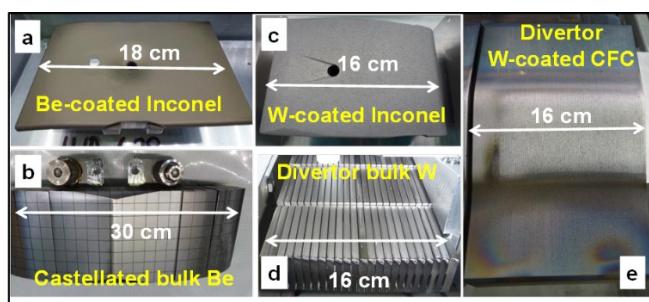 a
18 cm
Be-coated Inconel
b
30 cm
Castellated bulk Be
c
16 cm
W-coated Inconel
Divertor bulk W
d
16 cm
Divertor
W-coated CFC
16 cm
e